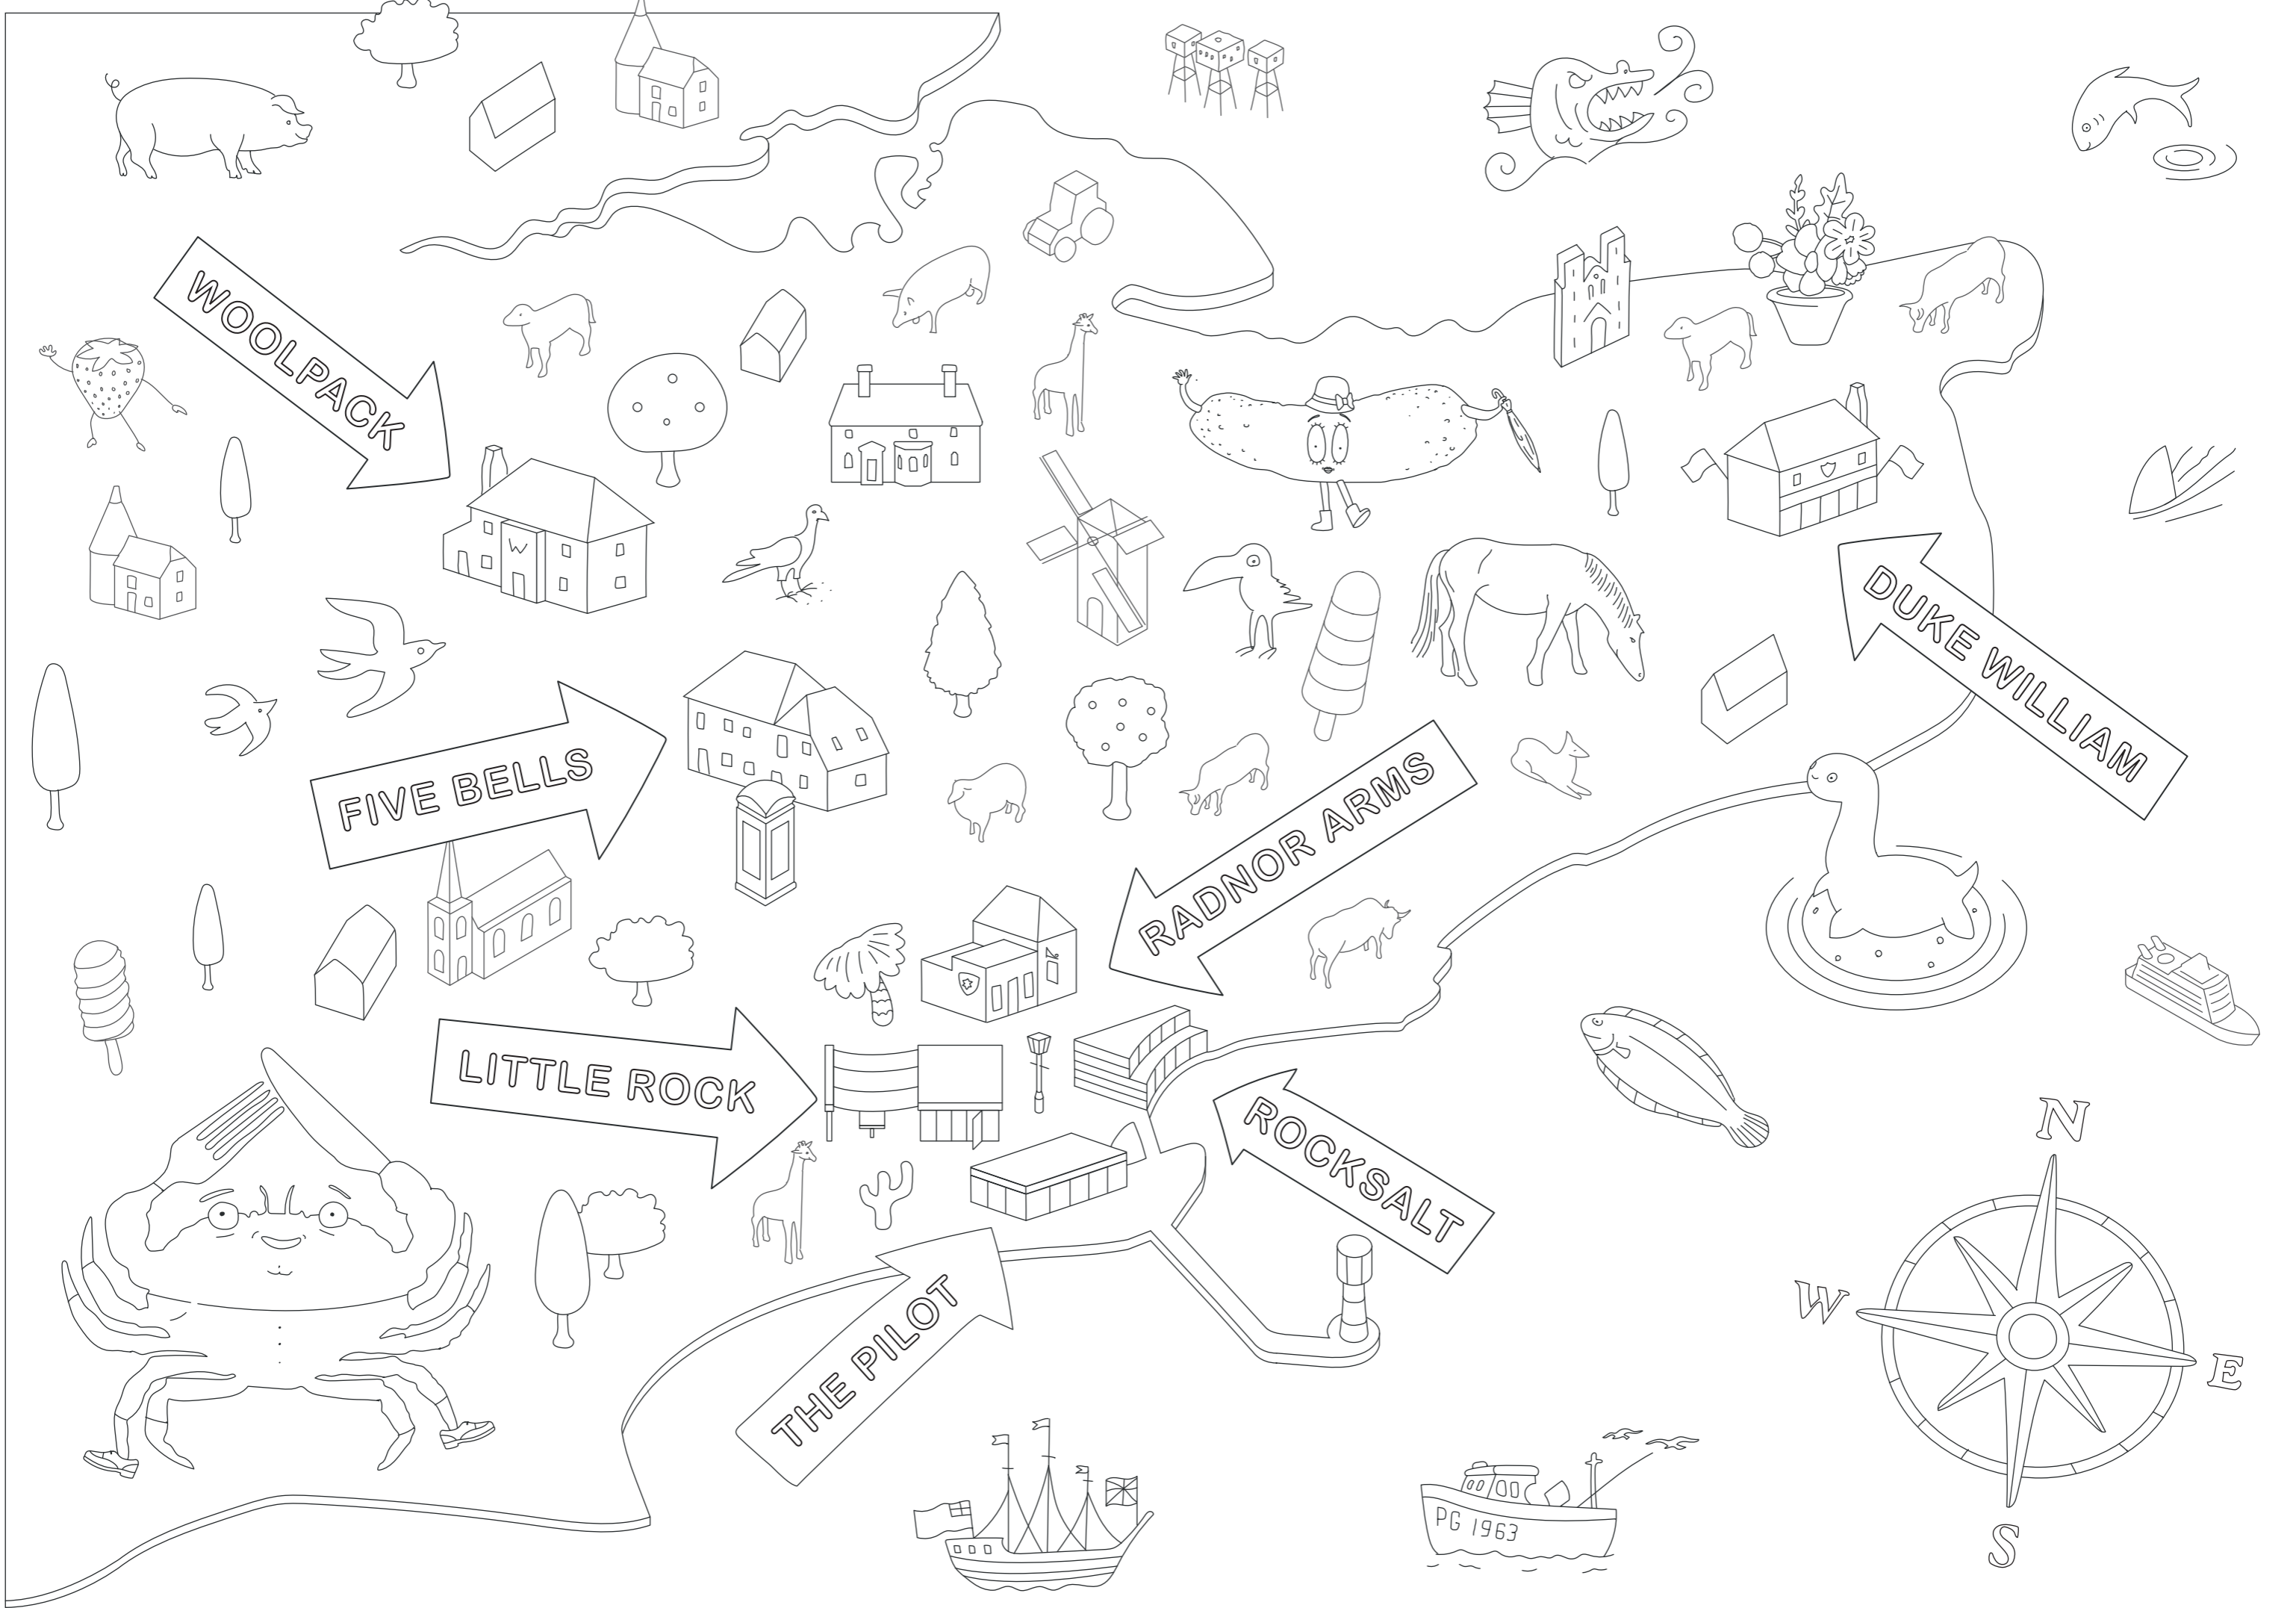 WOOLPACK
W
DUKE WILLIAM
FIVE BELLS
RADNOR ARMS
LITTLE ROCK
ROCKSALT
THE PILOT
N
W
E
S
PG 1963